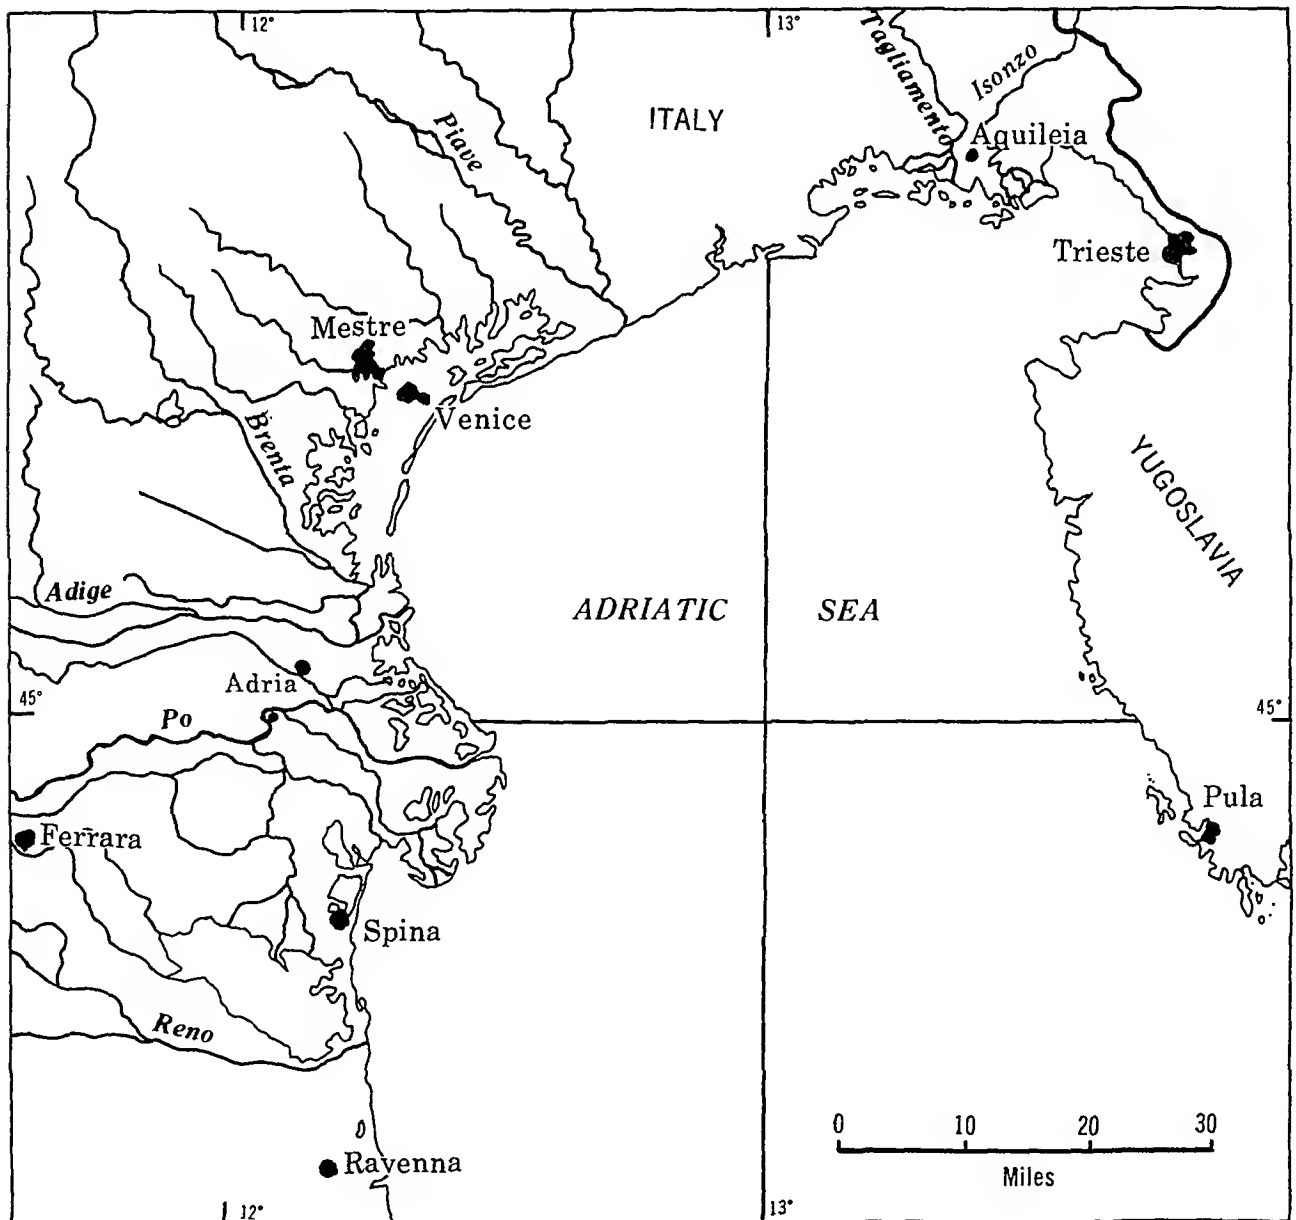 12°
13°
Tagliamento
Isonzo
ITALY
Piave
Aquileia
Trieste
Mestre
Venice
Brenta
YUGOSLAVIA
Adige
ADRIATIC SEA
Adria
45°
Po
45°
Pula
Ferrara
Spina
Reno
0 10 20 30
Miles
Ravenna
12°
13°